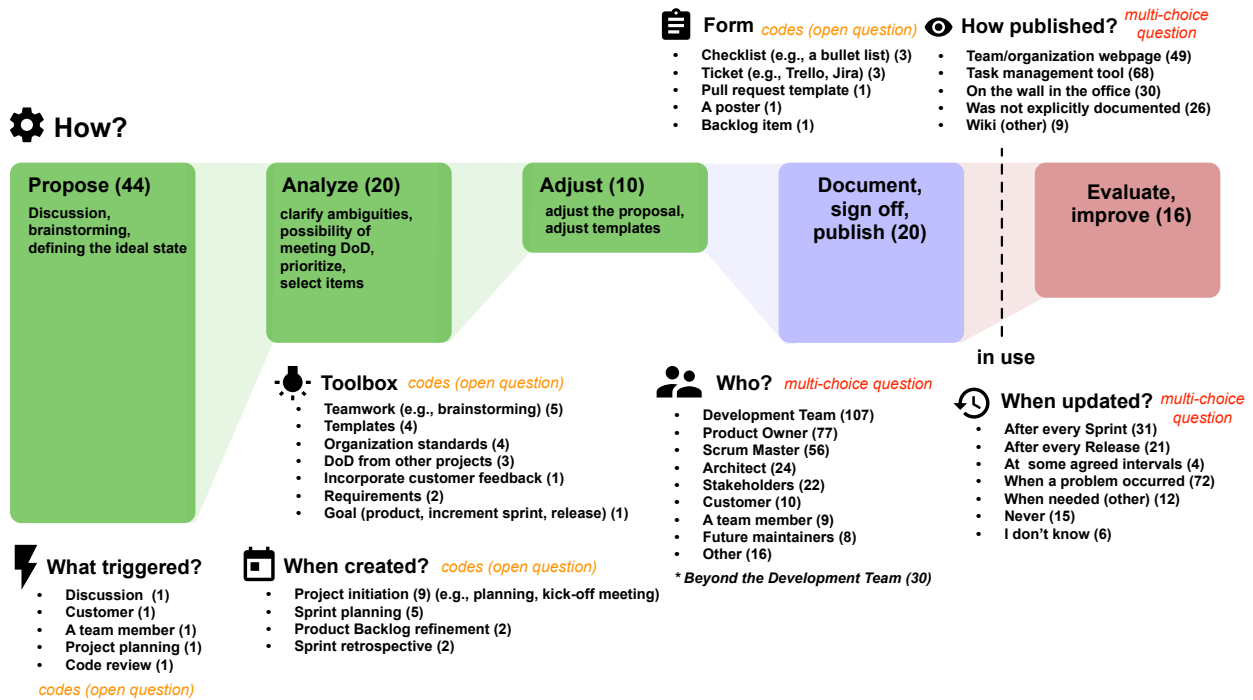 Form codes (open question)
• Checklist (e.g., a bullet list) (3)
• Ticket (e.g., Trello, Jira) (3)
• Pull request template (1)
• A poster (1)
• Backlog item (1)
How published? multi-choice
question
• Team/organization webpage (49)
• Task management tool (68)
• On the wall in the office (30)
• Was not explicitly documented (26)
• Wiki (other) (9)
How?
Propose (44)
Discussion,
brainstorming,
defining the ideal state
Analyze (20)
clarify ambiguities,
possibility of
meeting DoD,
prioritize,
select items
Adjust (10)
adjust the proposal,
adjust templates
Document,
sign off,
publish (20)
Evaluate,
improve (16)
in use
Toolbox codes (open question)
• Teamwork (e.g., brainstorming) (5)
• Templates (4)
• Organization standards (4)
• DoD from other projects (3)
• Incorporate customer feedback (1)
• Requirements (2)
• Goal (product, increment sprint, release) (1)
Who? multi-choice question
• Development Team (107)
• Product Owner (77)
• Scrum Master (56)
• Architect (24)
• Stakeholders (22)
• Customer (10)
• A team member (9)
• Future maintainers (8)
• Other (16)
* Beyond the Development Team (30)
When updated? multi-choice
question
• After every Sprint (31)
• After every Release (21)
• At some agreed intervals (4)
• When a problem occurred (72)
• When needed (other) (12)
• Never (15)
• I don't know (6)
What triggered?
• Discussion (1)
• Customer (1)
• A team member (1)
• Project planning (1)
• Code review (1)
codes (open question)
When created? codes (open question)
• Project initiation (9) (e.g., planning, kick-off meeting)
• Sprint planning (5)
• Product Backlog refinement (2)
• Sprint retrospective (2)